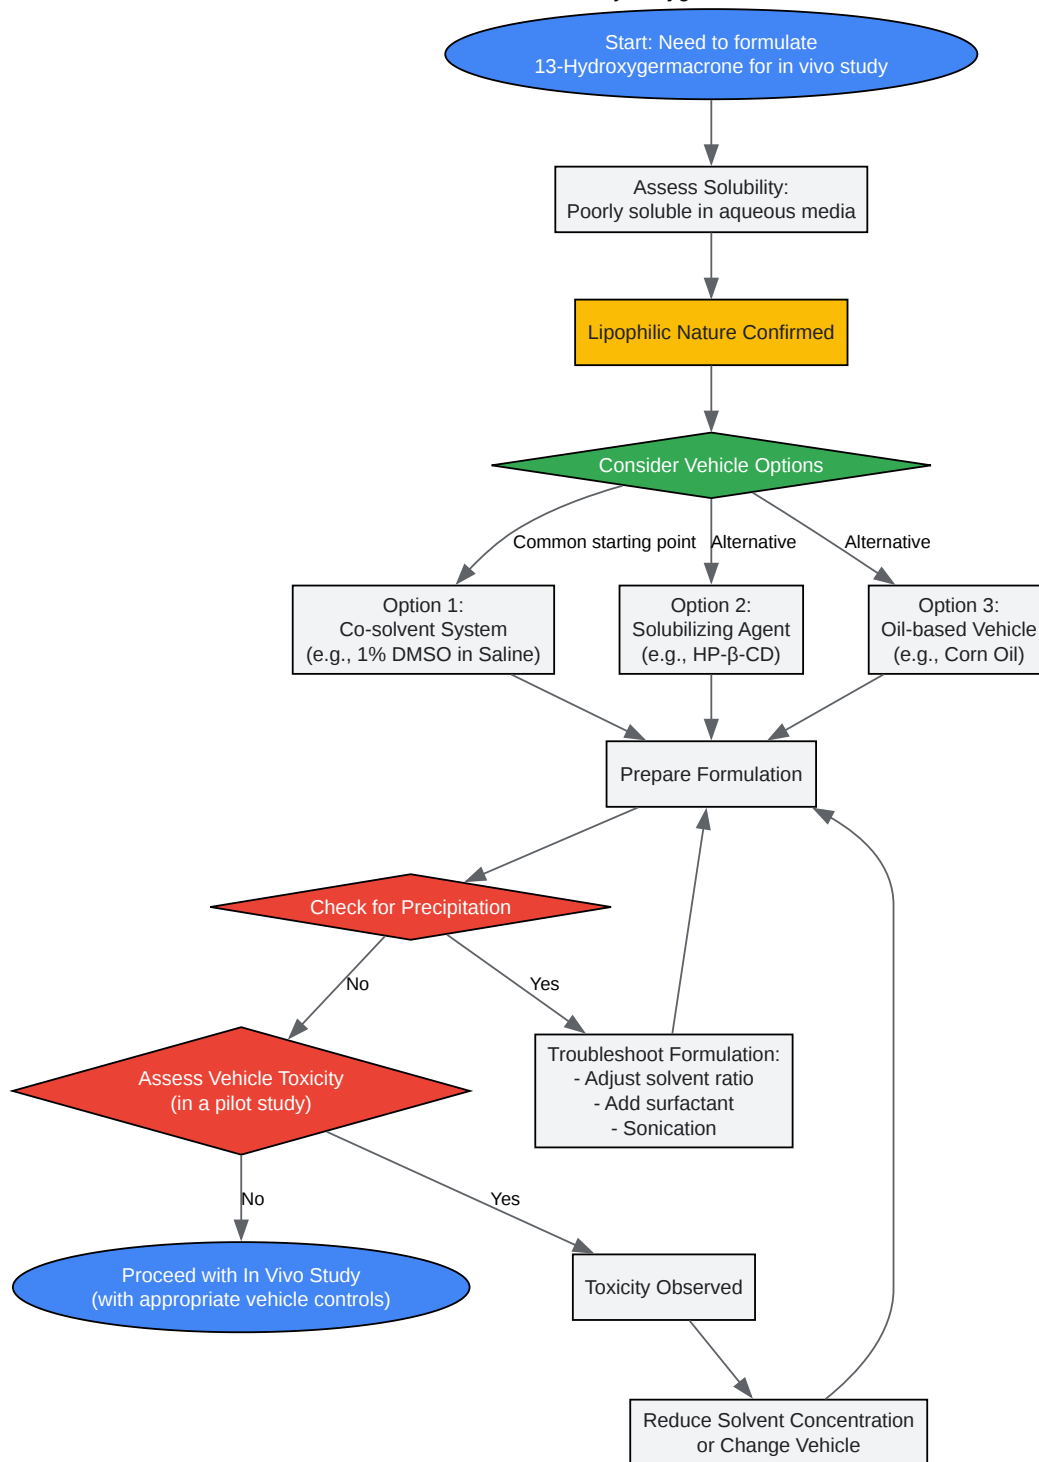 Start: Need to formulate
13-Hydroxygermacrone for in vivo study
Assess Solubility:
Poorly soluble in aqueous media
Lipophilic Nature Confirmed
Consider Vehicle Options
Common starting point
Alternative
Alternative
Option 1:
Co-solvent System
(e.g., 1% DMSO in Saline)
Option 2:
Solubilizing Agent
(e.g., HP-β-CD)
Option 3:
Oil-based Vehicle
(e.g., Corn Oil)
Prepare Formulation
Check for Precipitation
No
Yes
Troubleshoot Formulation:
- Adjust solvent ratio
- Add surfactant
- Sonication
Assess Vehicle Toxicity
(in a pilot study)
No
Yes
Proceed with In Vivo Study
(with appropriate vehicle controls)
Toxicity Observed
Reduce Solvent Concentration
or Change Vehicle